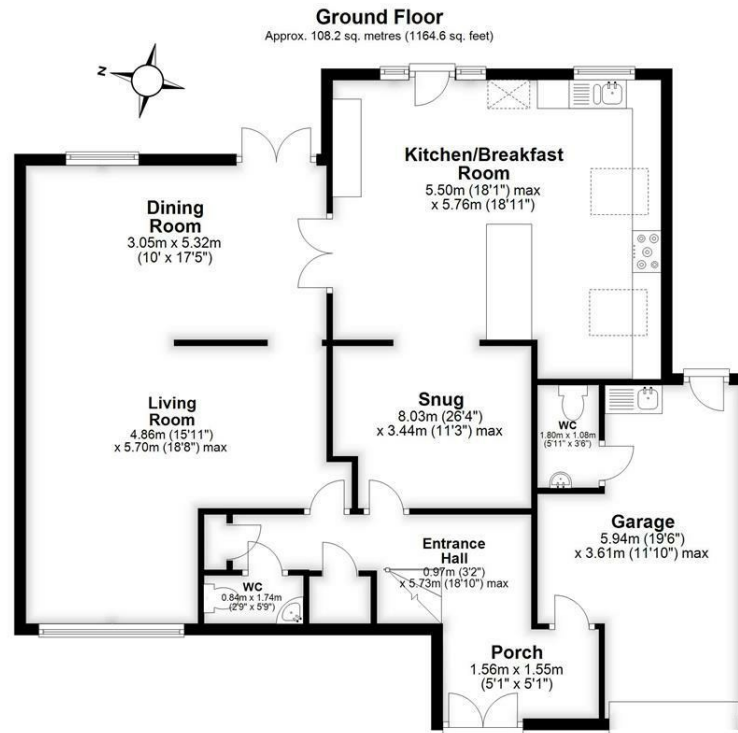 Ground Floor
Approx. 108.2 sq. metres (1164.6 sq. feet)
N
Kitchen/Breakfast
Room
5.50m (18'1") max
x 5.76m (18'11")
Dining
Room
3.05m x 5.32m
(10' x 17'5")
Living
Room
4.86m (15'11")
x 5.70m (18'8") max
Snug
8.03m (26'4")
x 3.44m (11'3") max
WC
1.80m x 1.08m
(5'11" x 3'6")
Garage
5.94m (19'6")
x 3.61m (11'10") max
Entrance
Hall
0.97m (3'2")
x 5.73m (18'10") max
WC
0.84m x 1.74m
(2'9" x 5'9")
Porch
1.56m x 1.55m
(5'1" x 5'1")